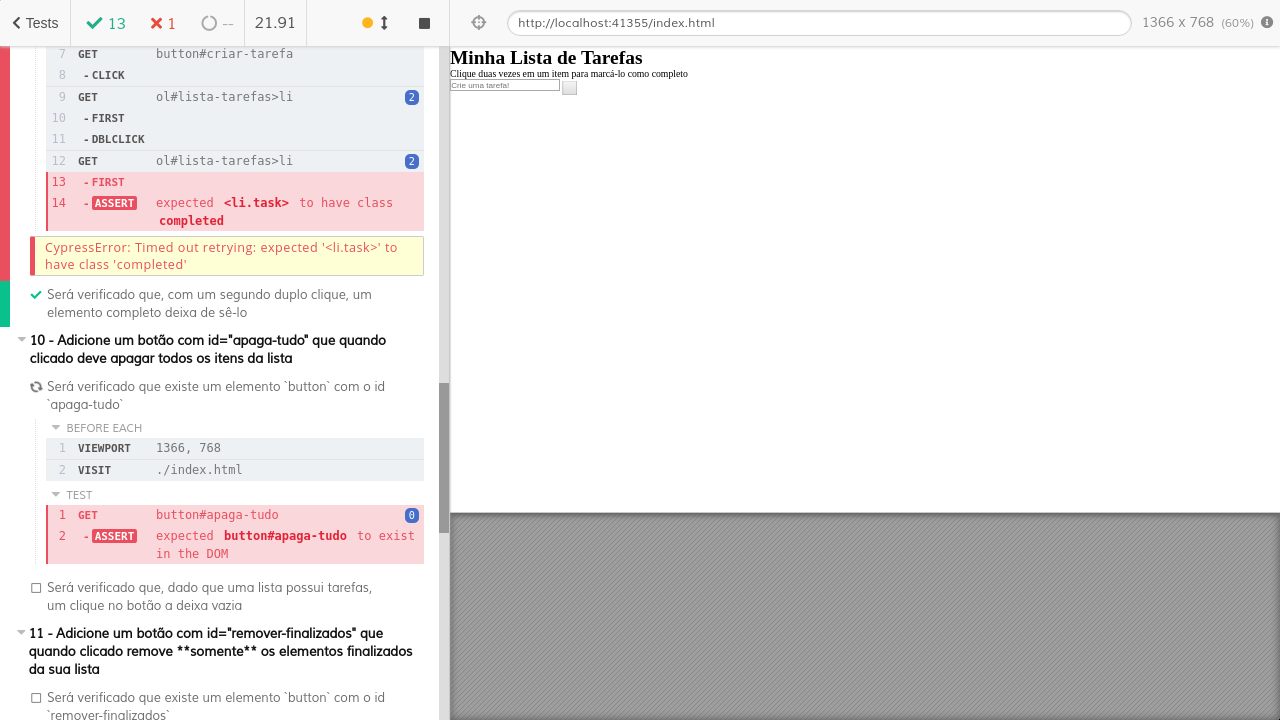 Tests
13
1
--
21.91
http://localhost:41355/index.html
1366 x 768 (60%)
7 GET button#criar-tarefa
8 - CLICK
9 GET ol#lista-tarefas>li 2
10 - FIRST
11 - DBLCLICK
12 GET ol#lista-tarefas>li 2
13 - FIRST
14 - ASSERT expected <li.task> to have class
completed
CypressError: Timed out retrying: expected '<li.task>' to
have class 'completed'
Será verificado que, com um segundo duplo clique, um
elemento completo deixa de sê-lo
10 - Adicione um botão com id="apaga-tudo" que quando
clicado deve apagar todos os itens da lista
Será verificado que existe um elemento `button` com o id
`apaga-tudo`
BEFORE EACH
1 VIEWPORT 1366, 768
2 VISIT ./index.html
TEST
1 GET button#apaga-tudo 0
2 - ASSERT expected button#apaga-tudo to exist
in the DOM
Será verificado que, dado que uma lista possui tarefas,
um clique no botão a deixa vazia
11 - Adicione um botão com id="remover-finalizados" que
quando clicado remove **somente** os elementos finalizados
da sua lista
Será verificado que existe um elemento `button` com o id
`remover-finalizados`
Minha Lista de Tarefas
Clique duas vezes em um item para marcá-lo como completo
Crie uma tarefa!